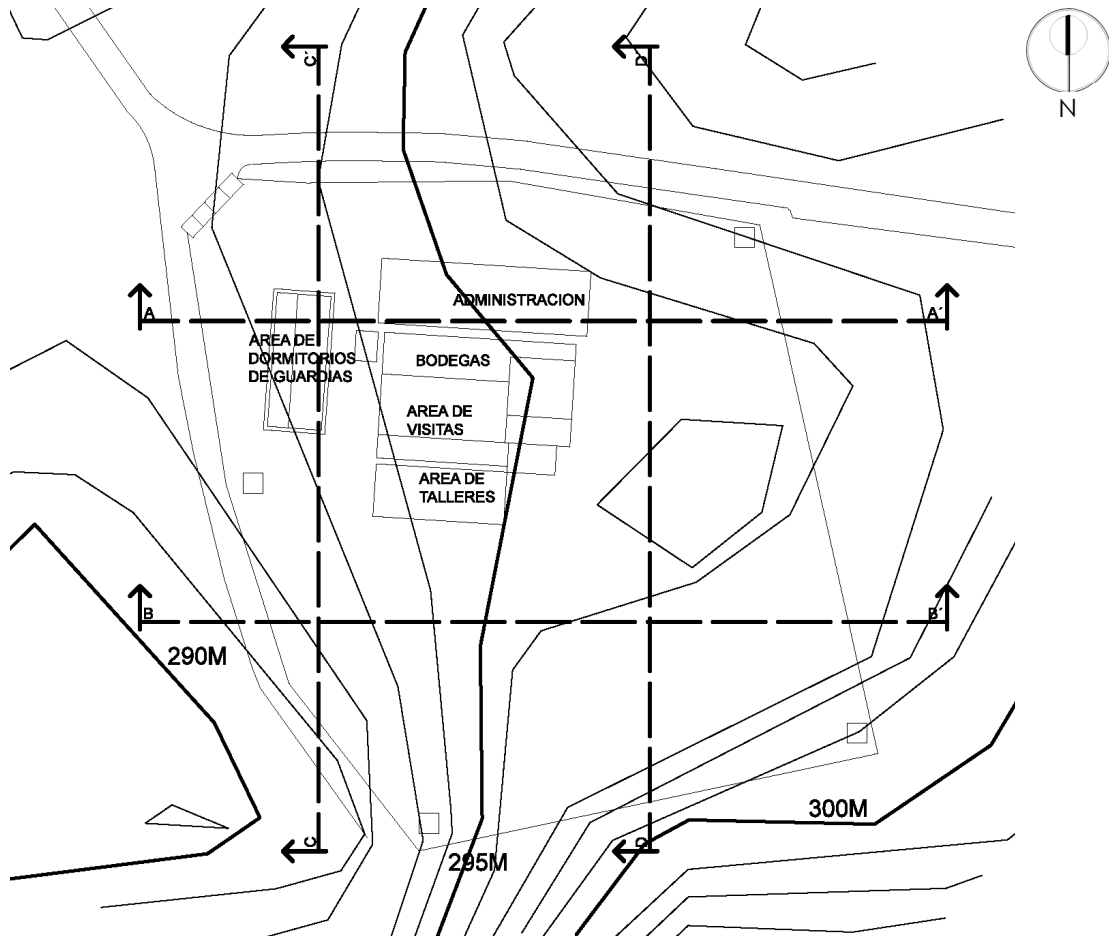 N
C´
D´
A
A´
ADMINISTRACION
AREA DE
DORMITORIOS
DE GUARDIAS
BODEGAS
AREA DE
VISITAS
AREA DE
TALLERES
B
B´
290M
300M
C
D
295M